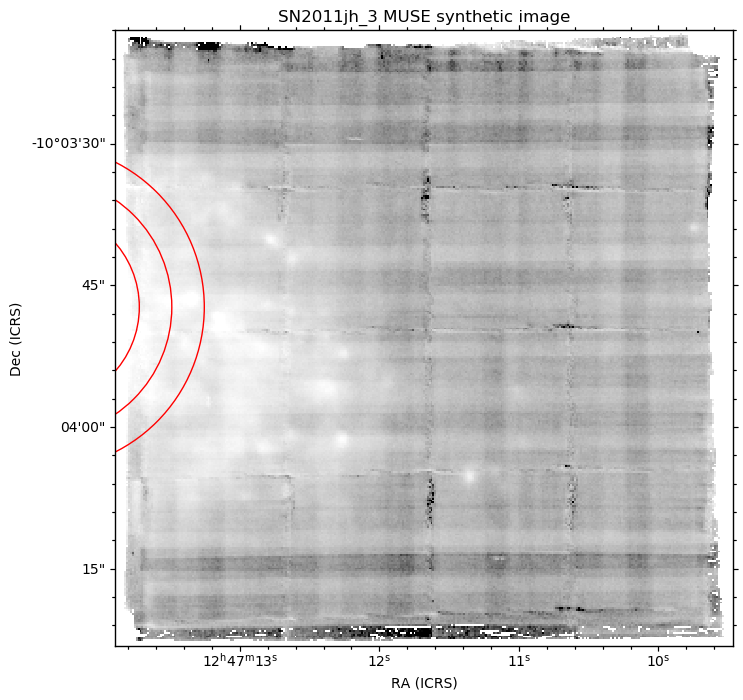 SN2011jh_3 MUSE synthetic image
-10°03'30"
45"
04'00"
15"
Dec (ICRS)
12ʰ47ᵐ13ˢ
12ˢ
11ˢ
10ˢ
RA (ICRS)